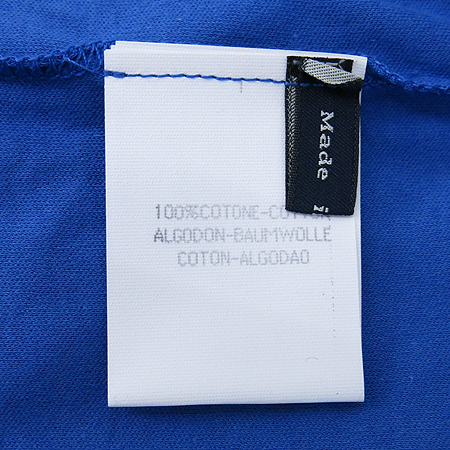 Made i
100%COTONE-COTTON
ALGODON-BAUMWOLLE
COTON-ALGODAO